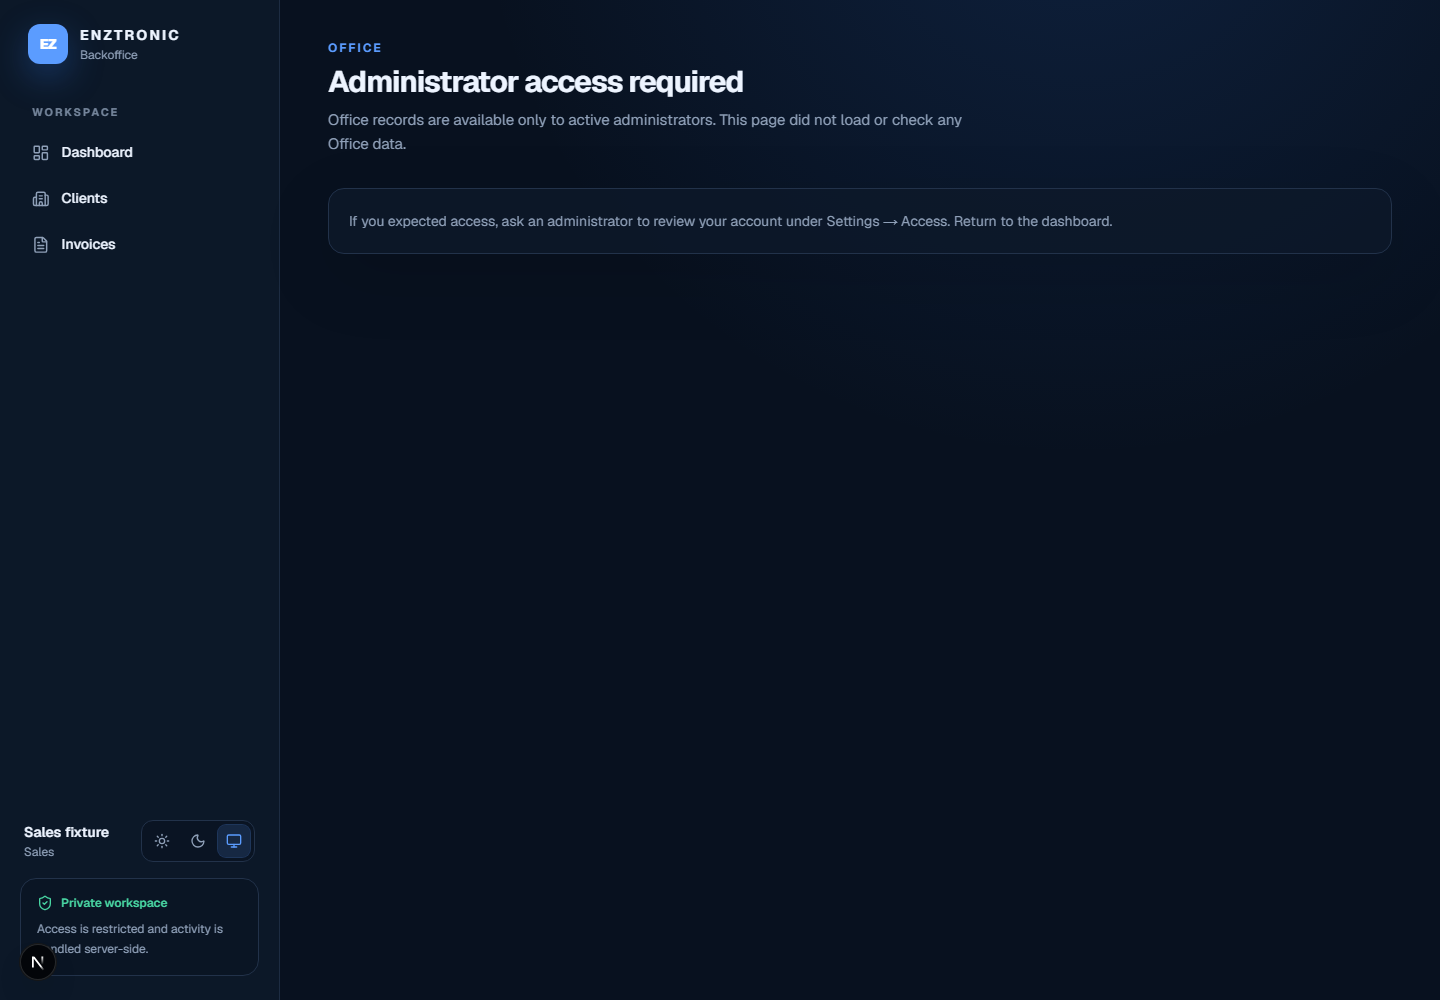 EZ
ENZTRONIC
Backoffice
WORKSPACE
Dashboard
Clients
Invoices
OFFICE
Administrator access required
Office records are available only to active administrators. This page did not load or check any
Office data.
If you expected access, ask an administrator to review your account under Settings → Access. Return to the dashboard.
Sales fixture
Sales
Private workspace
Access is restricted and activity is
ndled server-side.
N